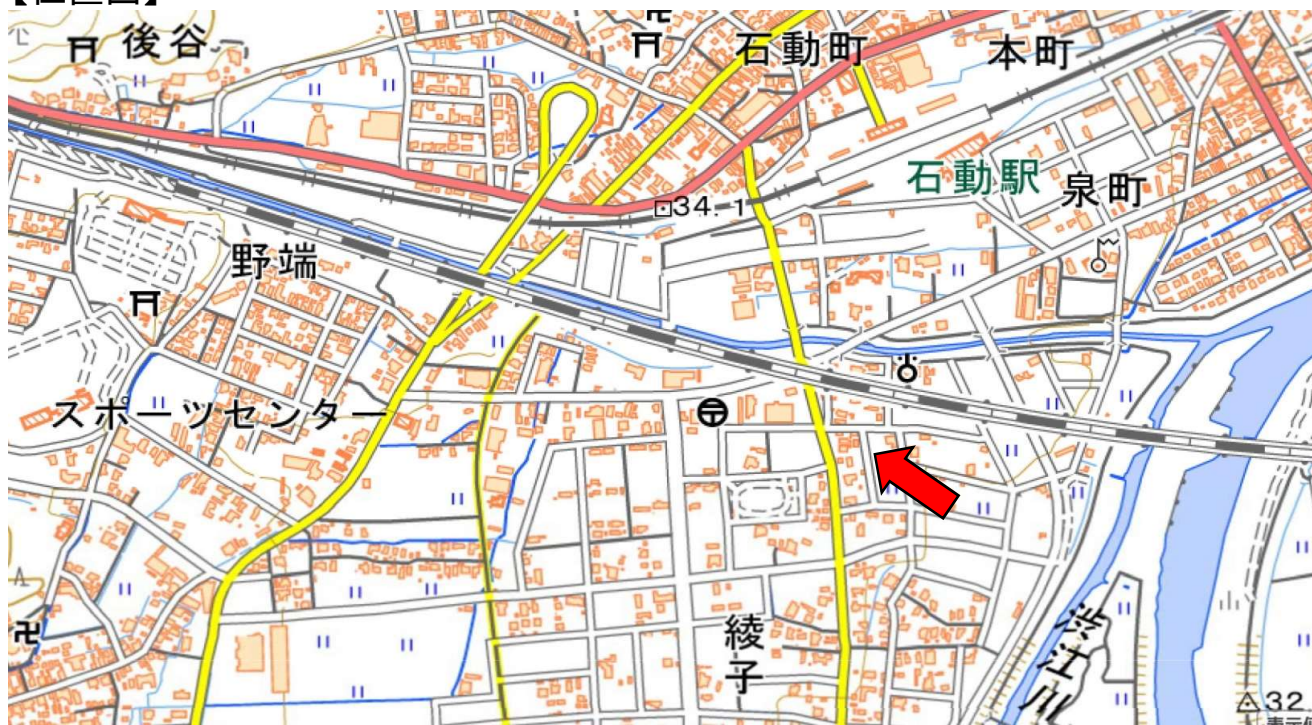 【位置図】
後谷
石動町
本町
石動駅
泉町
34.1
野端
スポーツセンター
綾子
渋江川
32